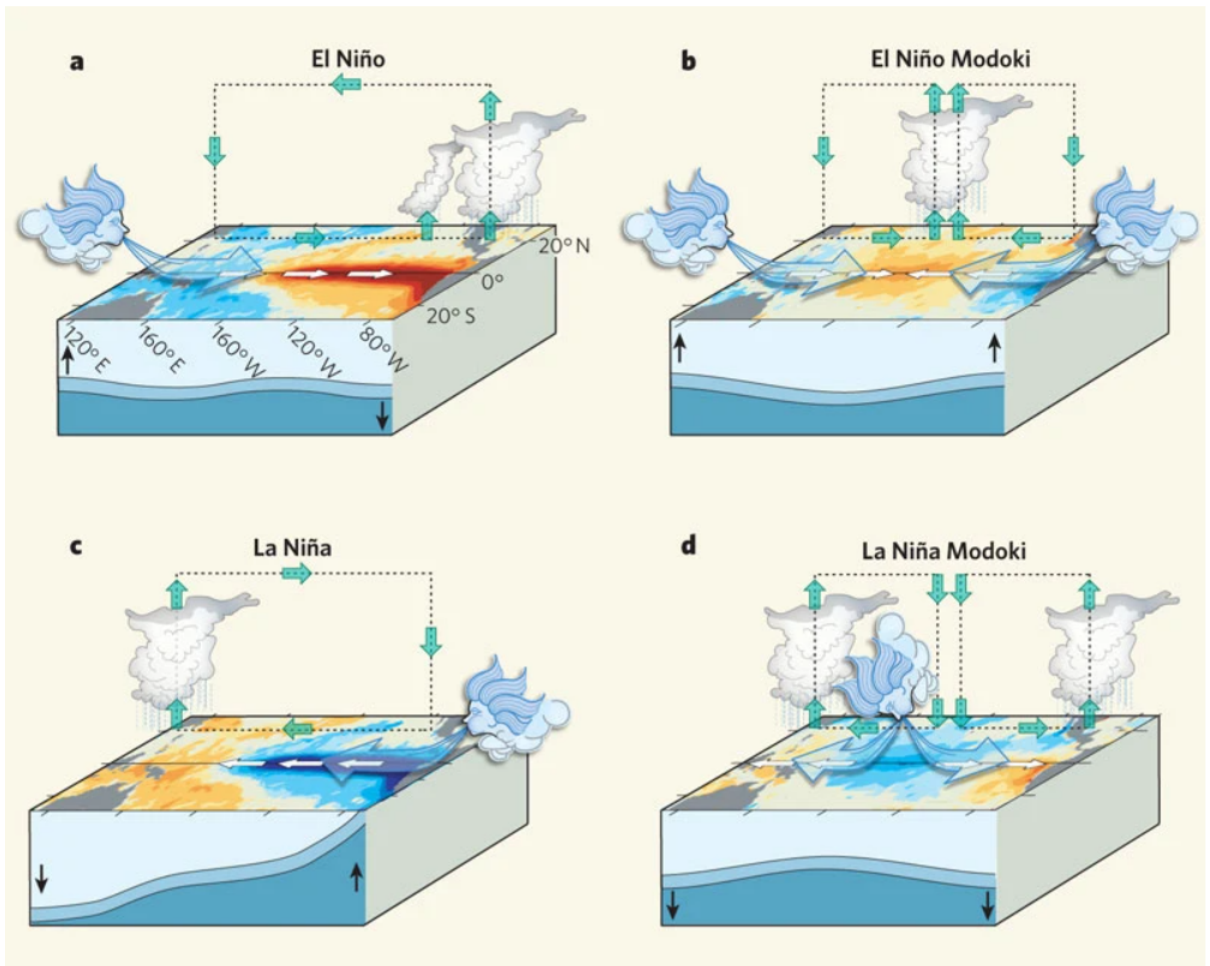 a
El Niño
20° N
0°
20° S
120° E
160° E
160° W
120° W
80° W
b
El Niño Modoki
c
La Niña
d
La Niña Modoki